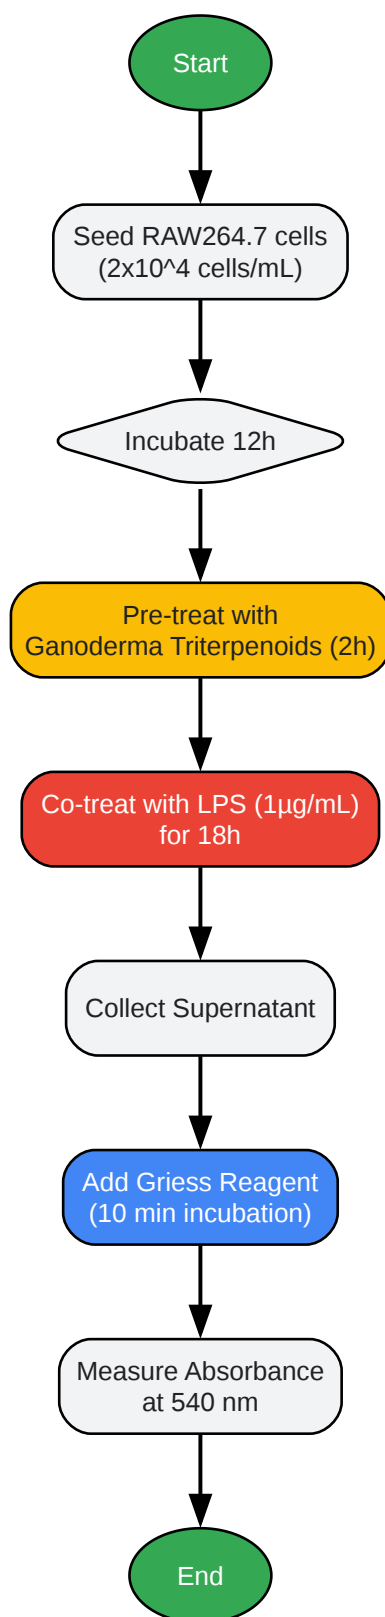 Start
Seed RAW264.7 cells
(2x10^4 cells/mL)
Incubate 12h
Pre-treat with
Ganoderma Triterpenoids (2h)
Co-treat with LPS (1µg/mL)
for 18h
Collect Supernatant
Add Griess Reagent
(10 min incubation)
Measure Absorbance
at 540 nm
End